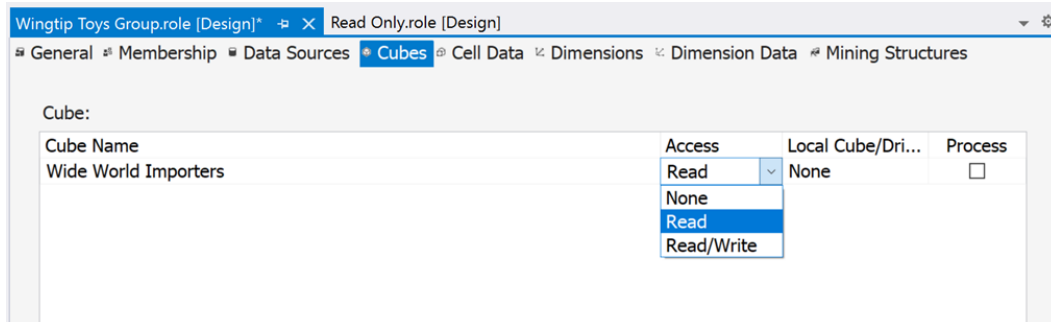 Wingtip Toys Group.role [Design]* Read Only.role [Design]
General Membership Data Sources Cubes Cell Data Dimensions Dimension Data Mining Structures
Cube:
Cube Name Access Local Cube/Dri... Process
Wide World Importers Read None
None
Read
Read/Write